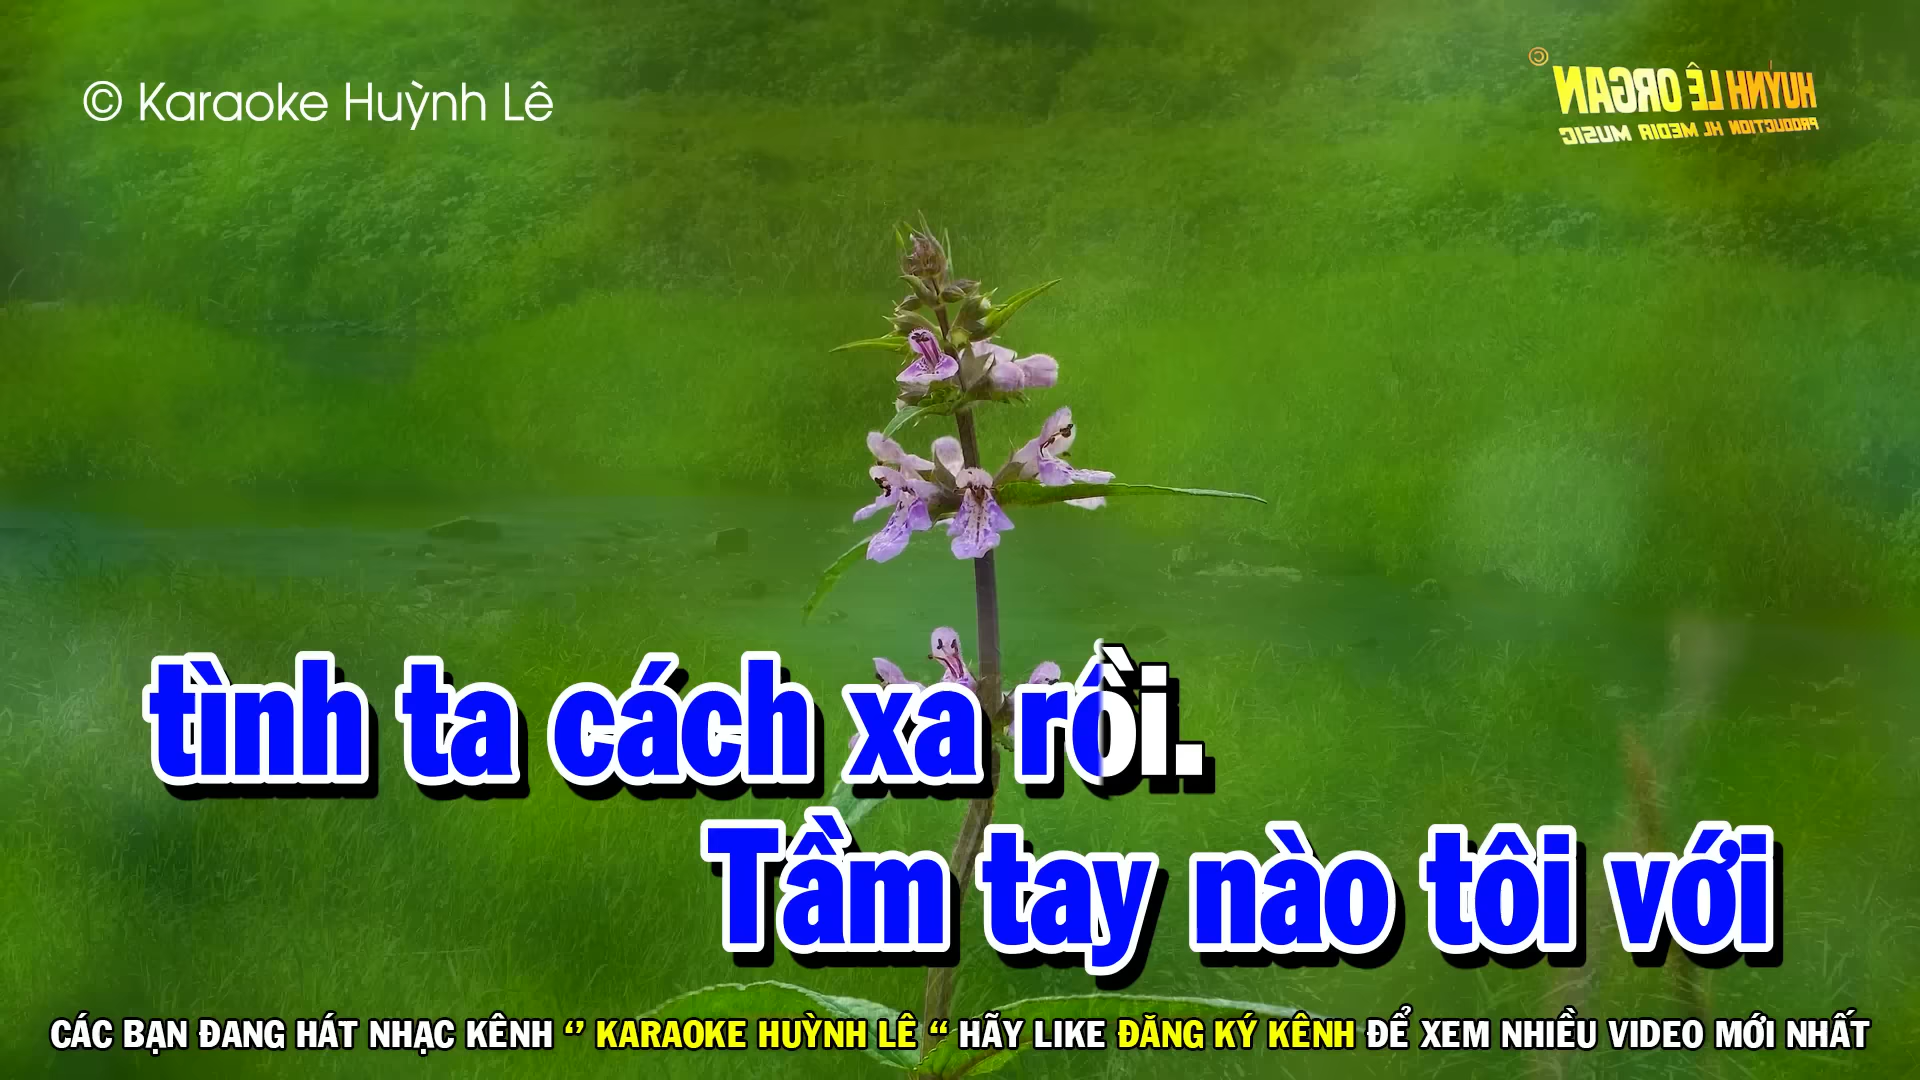 © Karaoke Huỳnh Lê
©
HUỲNH LÊ ORGAN
PRODUCTION HL MEDIA MUSIC
tình ta cách xa rồi.
Tầm tay nào tôi với
CÁC BẠN ĐANG HÁT NHẠC KÊNH ‘’ KARAOKE HUỲNH LÊ “ HÃY LIKE ĐĂNG KÝ KÊNH ĐỂ XEM NHIỀU VIDEO MỚI NHẤT